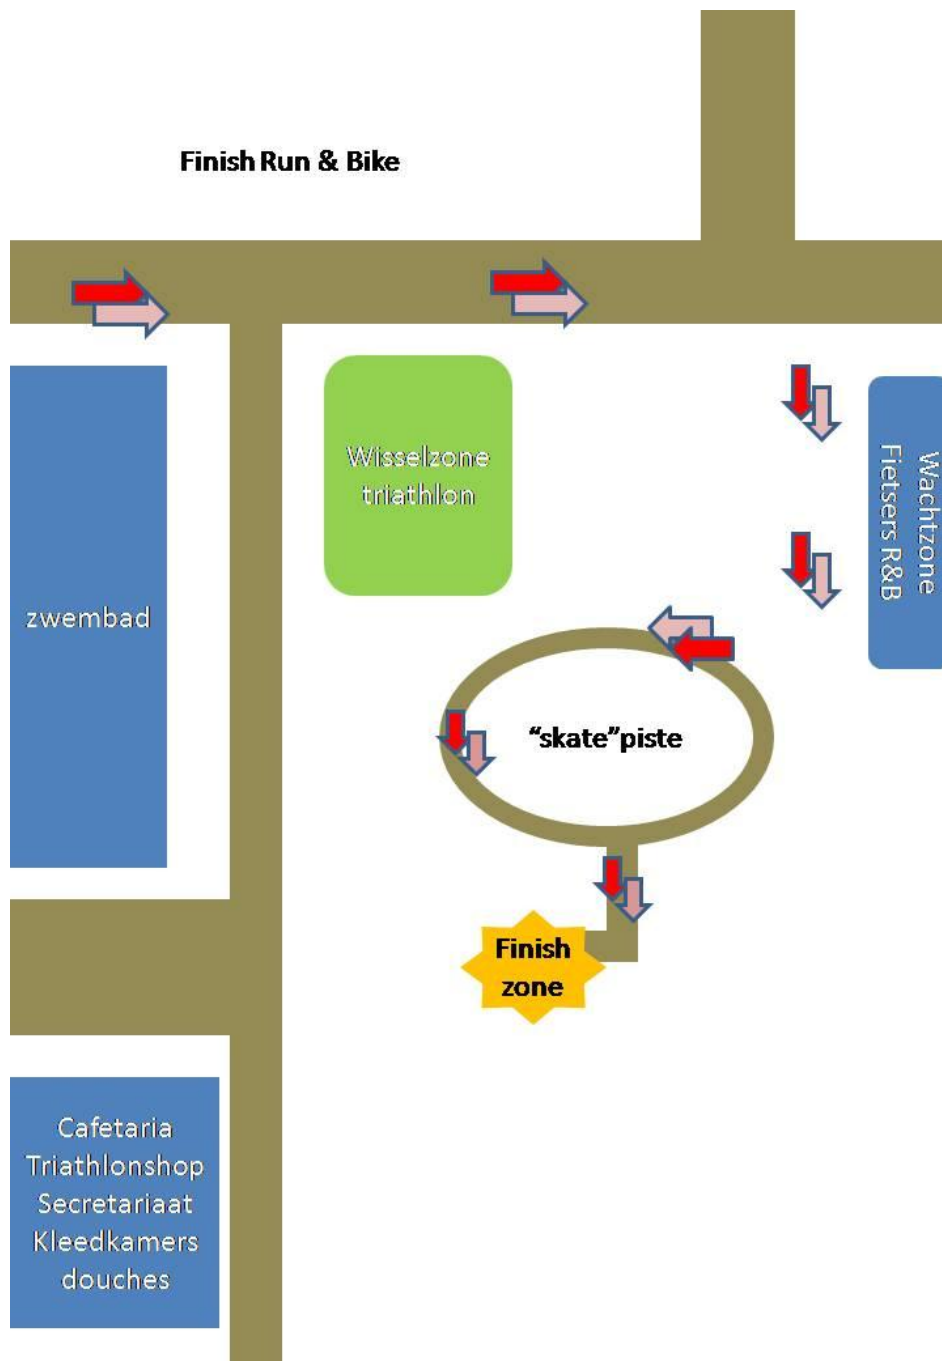 Finish Run & Bike
Wisselzone
triathlon
Wachtzone
Fietsers R&B
zwembad
“skate”piste
Finish
zone
Cafetaria
Triathlonshop
Secretariaat
Kleedkamers
douches